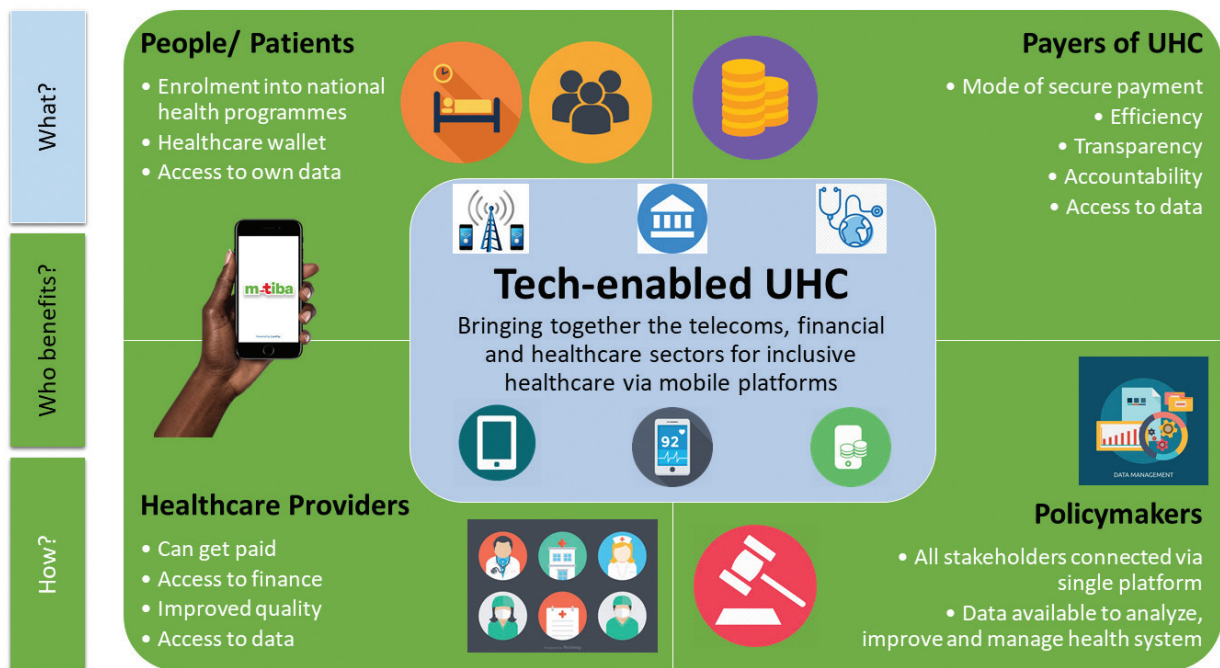 What?
Who benefits?
How?
People/ Patients
• Enrolment into national
health programmes
• Healthcare wallet
• Access to own data
Payers of UHC
• Mode of secure payment
• Efficiency
• Transparency
• Accountability
• Access to data
m-tiba
Tech-enabled UHC
Bringing together the telecoms, financial
and healthcare sectors for inclusive
healthcare via mobile platforms
92
DATA MANAGEMENT
Healthcare Providers
• Can get paid
• Access to finance
• Improved quality
• Access to data
Policymakers
• All stakeholders connected via
single platform
• Data available to analyze,
improve and manage health system